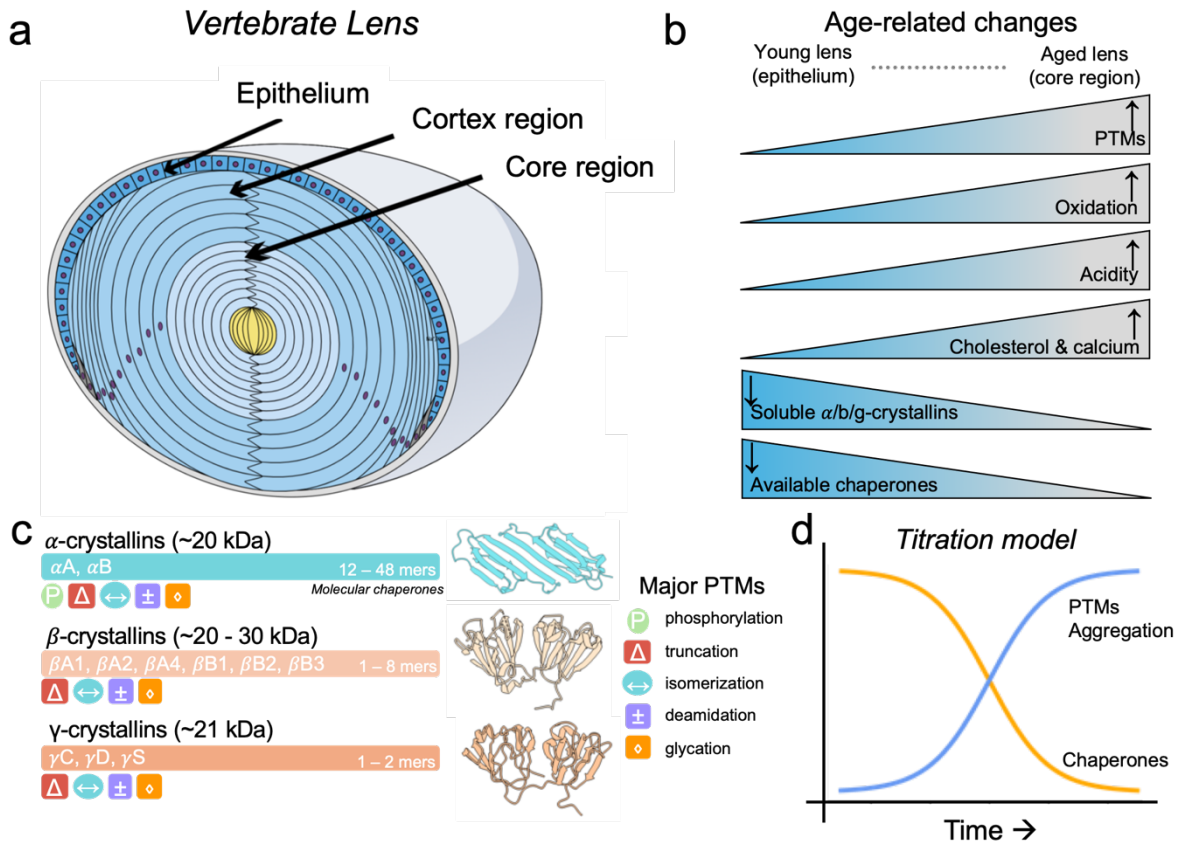 a
Vertebrate Lens
Epithelium
Cortex region
Core region
b
Age-related changes
Young lens
(epithelium)
Aged lens
(core region)
↑
PTMs
↑
Oxidation
↑
Acidity
↑
Cholesterol & calcium
↓
Soluble α/b/g-crystallins
↓
Available chaperones
c
α-crystallins (~20 kDa)
αA, αB 12 – 48 mers
Molecular chaperones
P Δ ↔ ± ⬨
β-crystallins (~20 - 30 kDa)
βA1, βA2, βA4, βB1, βB2, βB3 1 – 8 mers
Δ ↔ ± ⬨
γ-crystallins (~21 kDa)
γC, γD, γS 1 – 2 mers
Δ ↔ ± ⬨
Major PTMs
P phosphorylation
Δ truncation
↔ isomerization
± deamidation
⬨ glycation
d
Titration model
PTMs
Aggregation
Chaperones
Time →